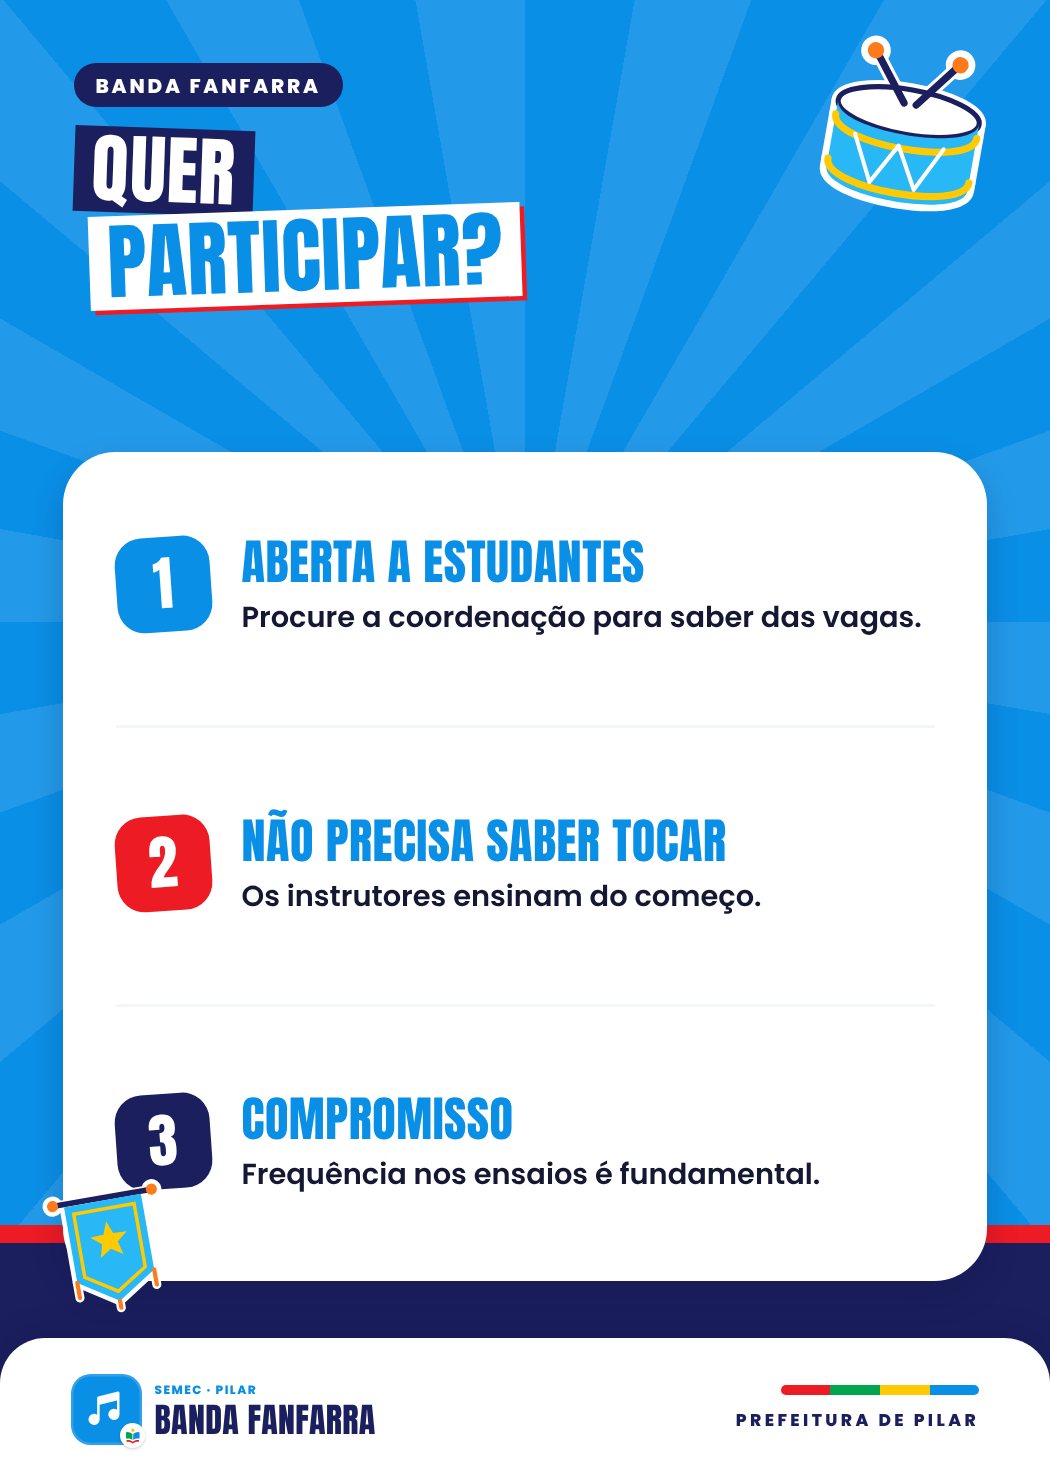 BANDA FANFARRA
QUER
PARTICIPAR?
1
ABERTA A ESTUDANTES
Procure a coordenação para saber das vagas.
2
NÃO PRECISA SABER TOCAR
Os instrutores ensinam do começo.
3
COMPROMISSO
Frequência nos ensaios é fundamental.
SEMEC · PILAR
BANDA FANFARRA
PREFEITURA DE PILAR